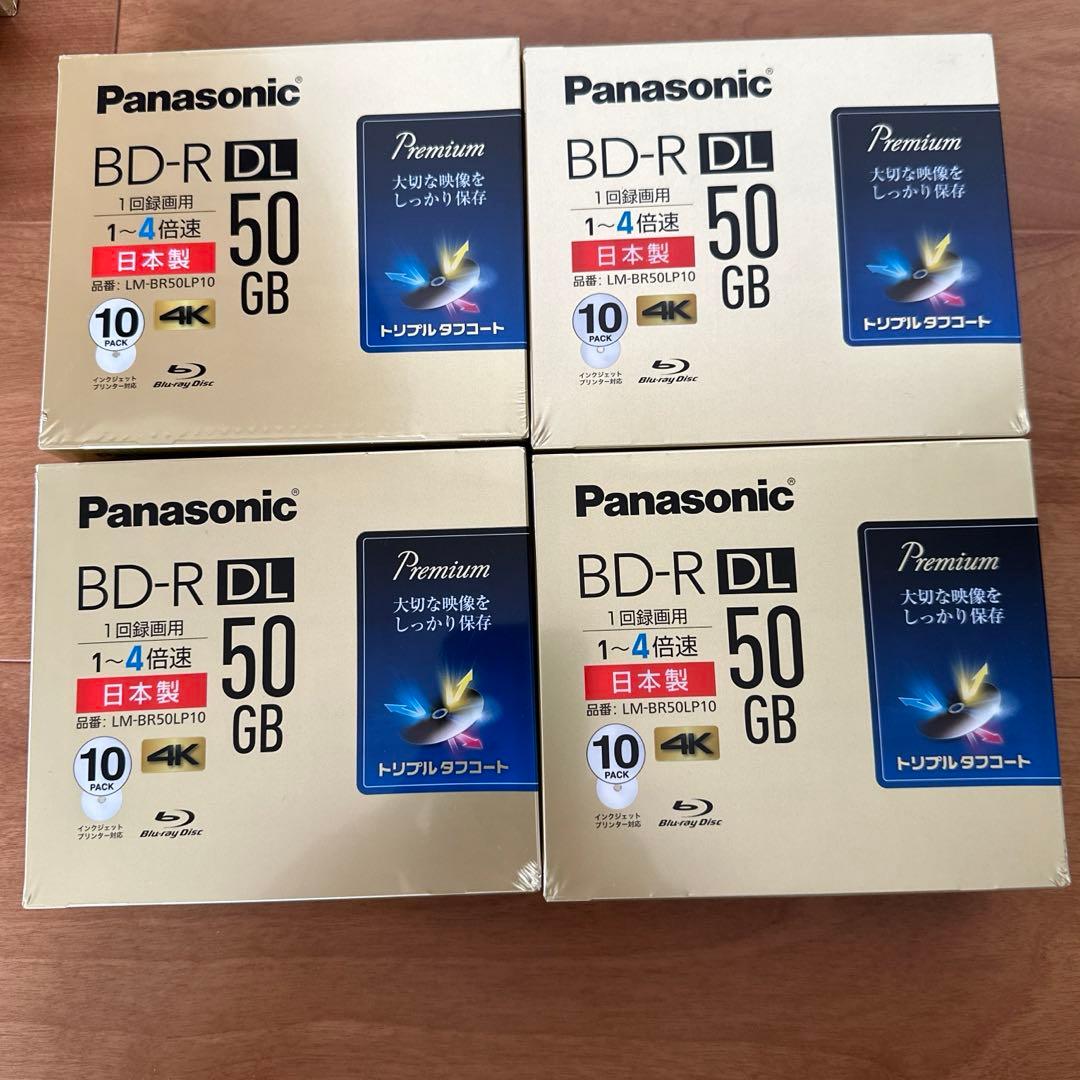 Panasonic®
BD-R DL
1回録画用
1～4倍速
日本製
50
GB
品番: LM-BR50LP10
10
PACK
4K
インクジェット
プリンター対応
Blu-ray Disc
Premium
大切な映像を
しっかり保存
トリプルタフコート
Panasonic®
BD-R DL
1回録画用
1～4倍速
日本製
50
GB
品番: LM-BR50LP10
10
PACK
4K
インクジェット
プリンター対応
Blu-ray Disc
Premium
大切な映像を
しっかり保存
トリプルタフコート
Panasonic®
BD-R DL
1回録画用
1～4倍速
日本製
50
GB
品番: LM-BR50LP10
10
PACK
4K
インクジェット
プリンター対応
Blu-ray Disc
Premium
大切な映像を
しっかり保存
トリプルタフコート
Panasonic®
BD-R DL
1回録画用
1～4倍速
日本製
50
GB
品番: LM-BR50LP10
10
PACK
4K
インクジェット
プリンター対応
Blu-ray Disc
Premium
大切な映像を
しっかり保存
トリプルタフコート